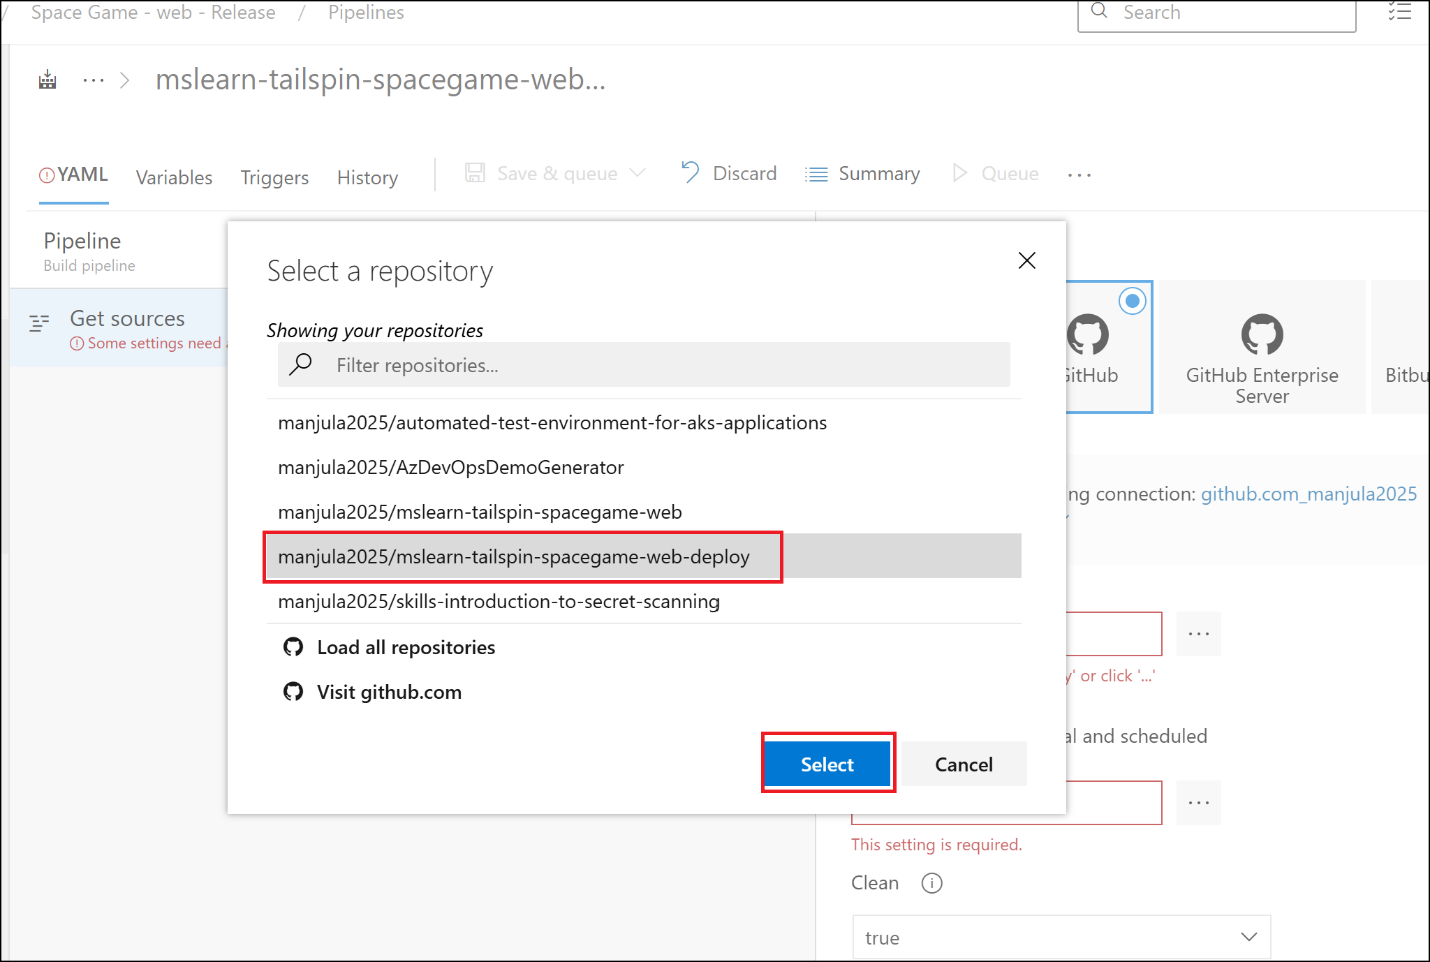 / Space Game - web - Release / Pipelines
Search
··· > mslearn-tailspin-spacegame-web...
YAML Variables Triggers History Save & queue Discard Summary Queue ...
Pipeline
Build pipeline
Get sources
Some settings need
Select a repository
Showing your repositories
Filter repositories...
manjula2025/automated-test-environment-for-aks-applications
manjula2025/AzDevOpsDemoGenerator
manjula2025/mslearn-tailspin-spacegame-web
manjula2025/mslearn-tailspin-spacegame-web-deploy
manjula2025/skills-introduction-to-secret-scanning
Load all repositories
Visit github.com
Select Cancel
GitHub
GitHub Enterprise
Server
Bitbu
ng connection: github.com_manjula2025
...
y' or click '...'
al and scheduled
...
This setting is required.
Clean
true